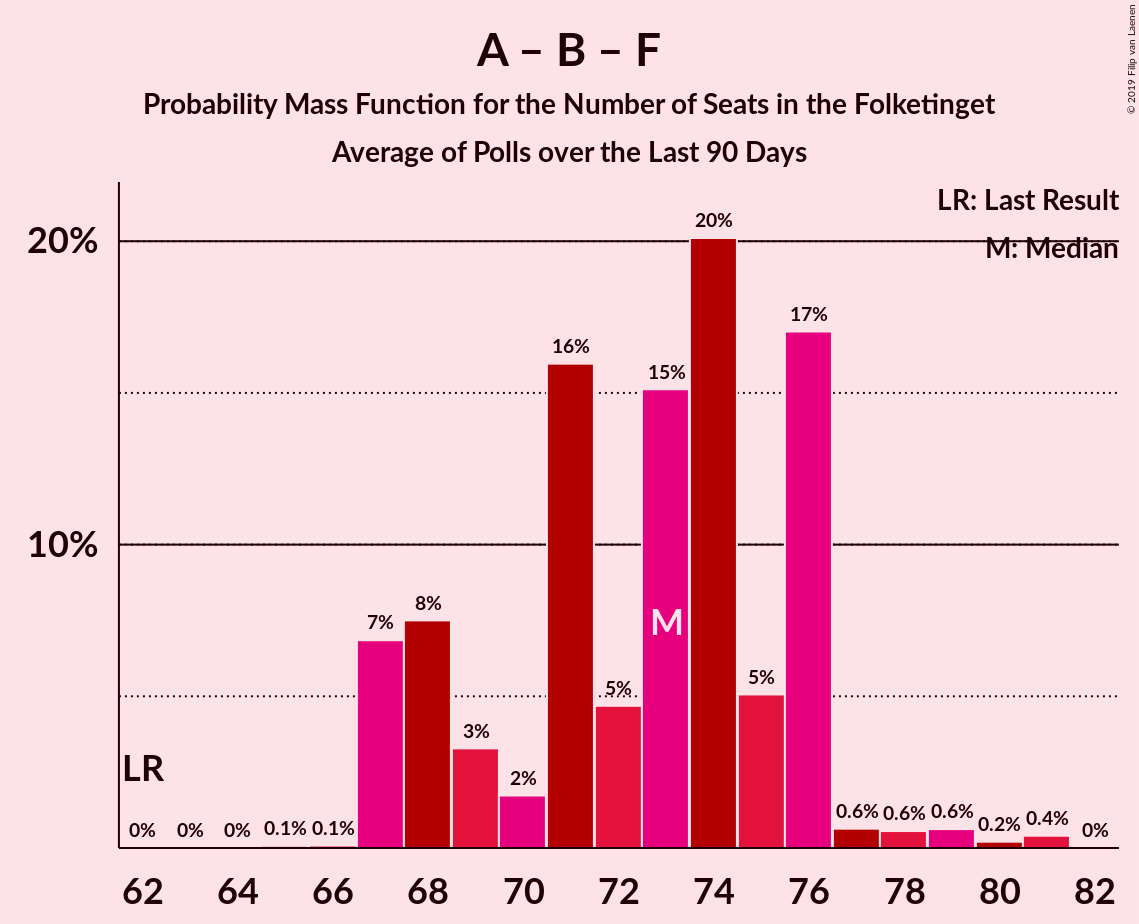 A – B – F
Probability Mass Function for the Number of Seats in the Folketinget
Average of Polls over the Last 90 Days
© 2019 Filip van Laenen
LR: Last Result
M: Median
20%
10%
0% 0% 0% 0.1% 0.1% 7% 8% 3% 2% 16% 5% 15% 20% 5% 17% 0.6% 0.6% 0.6% 0.2% 0.4% 0%
LR
M
62 64 66 68 70 72 74 76 78 80 82